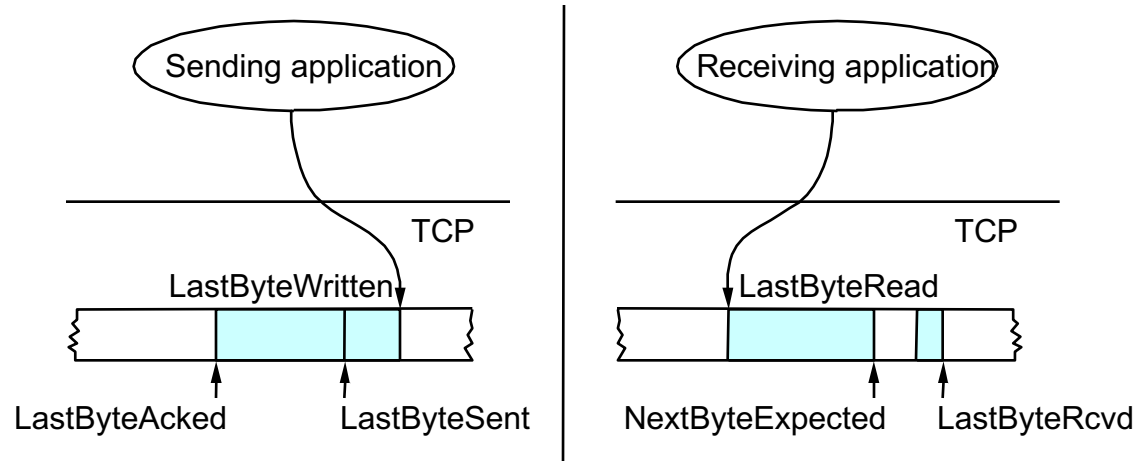 Sending application
TCP
LastByteWritten
LastByteAcked
LastByteSent
Receiving application
TCP
LastByteRead
NextByteExpected
LastByteRcvd